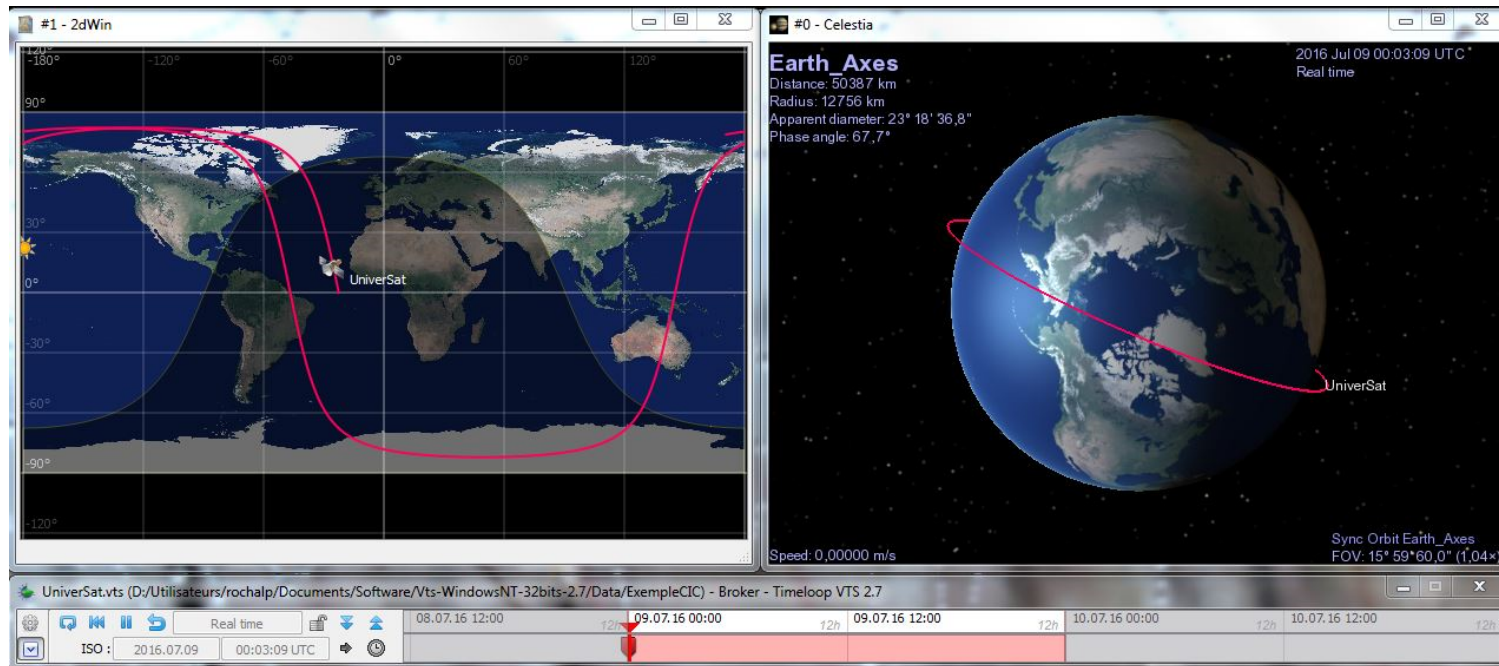 #1 - 2dWin
120°
-180°
-120°
-60°
0°
60°
120°
90°
30°
0°
-30°
-60°
-90°
-120°
UniverSat
#0 - Celestia
Earth_Axes
Distance: 50387 km
Radius: 12756 km
Apparent diameter: 23° 18' 36,8"
Phase angle: 67,7°
2016 Jul 09 00:03:09 UTC
Real time
UniverSat
Speed: 0,00000 m/s
Sync Orbit Earth_Axes
FOV: 15° 59' 60,0" (1,04×)
UniverSat.vts (D:/Utilisateurs/rochalp/Documents/Software/Vts-WindowsNT-32bits-2.7/Data/ExempleCIC) - Broker - Timeloop VTS 2.7
Real time
08.07.16 12:00
12h
09.07.16 00:00
12h
09.07.16 12:00
12h
10.07.16 00:00
12h
10.07.16 12:00
12h
ISO :
2016.07.09
00:03:09 UTC